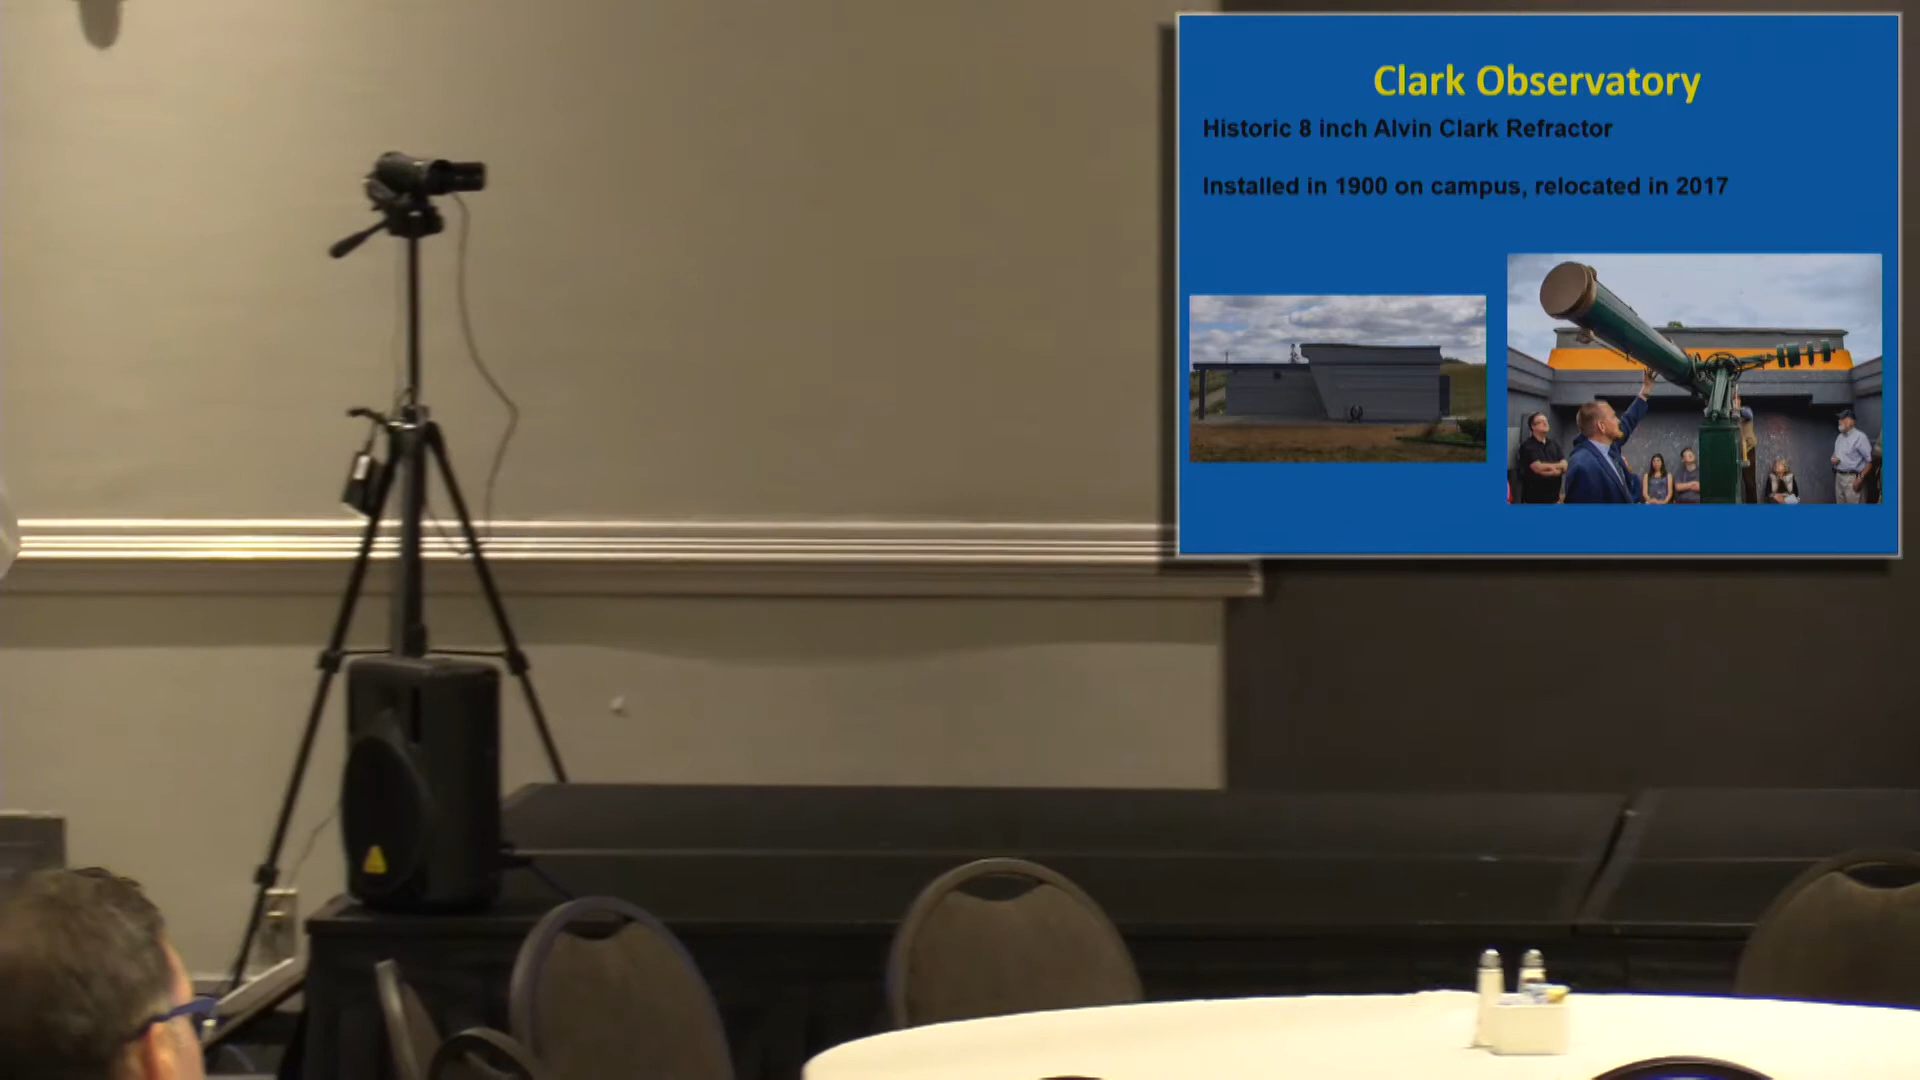 Clark Observatory
Historic 8 inch Alvin Clark Refractor
Installed in 1900 on campus, relocated in 2017